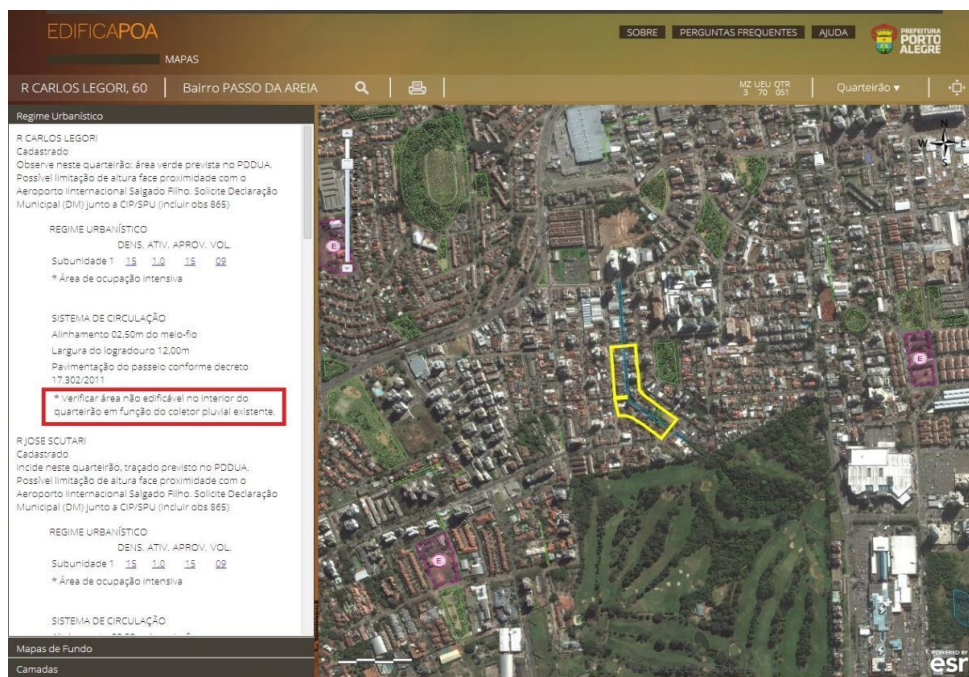 EDIFICAPOA
MAPAS
SOBRE PERGUNTAS FREQUENTES AJUDA
PREFEITURA
PORTO
ALEGRE
R CARLOS LEGORI, 60 Bairro PASSO DA AREIA
MZ UEU QTR
3 70 051
Quarteirão ▾
Regime Urbanístico
R CARLOS LEGORI
Cadastrado
Observe neste quarteirão: área verde prevista no PDDUA.
Possível limitação de altura face proximidade com o
Aeroporto Iinternacional Salgado Filho. Solicite Declaração
Municipal (DM) junto a CIP/SPU (incluir obs 865)
REGIME URBANÍSTICO
DENS. ATIV. APROV. VOL.
Subunidade 1 15 1.0 15 09
* Área de ocupação intensiva
SISTEMA DE CIRCULAÇÃO
Alinhamento 02,50m do meio-fio
Largura do logradouro 12,00m
Pavimentação do passeio conforme decreto
17.302/2011
* Verificar área não edificável no interior do
quarteirão em função do coletor pluvial existente.
R JOSE SCUTARI
Cadastrado
Incide neste quarteirão, traçado previsto no PDDUA.
Possível limitação de altura face proximidade com o
Aeroporto Iinternacional Salgado Filho. Solicite Declaração
Municipal (DM) junto a CIP/SPU (incluir obs 865)
REGIME URBANÍSTICO
DENS. ATIV. APROV. VOL.
Subunidade 1 15 1.0 15 09
* Área de ocupação intensiva
SISTEMA DE CIRCULAÇÃO
Mapas de Fundo
Camadas
N
W E
E
E
E
POWERED BY
esri